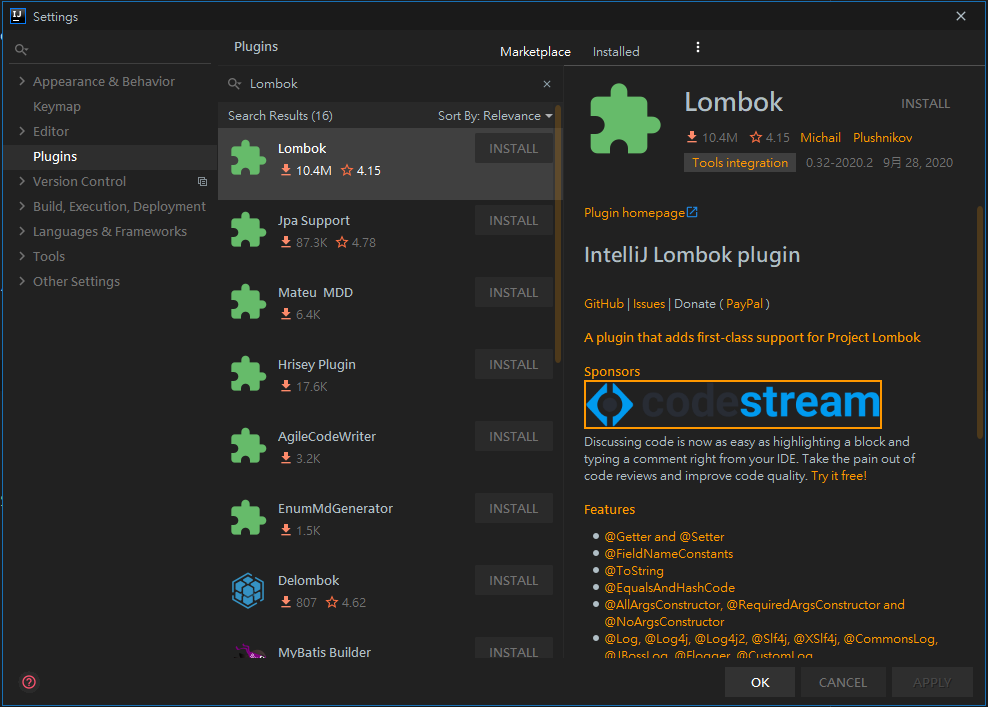 IJ Settings
Appearance & Behavior
Keymap
Editor
Plugins
Version Control
Build, Execution, Deployment
Languages & Frameworks
Tools
Other Settings
?
Plugins
Marketplace
Installed
Lombok
Search Results (16)
Sort By: Relevance
Lombok
INSTALL
10.4M 4.15
Jpa Support
INSTALL
87.3K 4.78
Mateu MDD
INSTALL
6.4K
Hrisey Plugin
INSTALL
17.6K
AgileCodeWriter
INSTALL
3.2K
EnumMdGenerator
INSTALL
1.5K
Delombok
INSTALL
807 4.62
MyBatis Builder
INSTALL
Lombok
INSTALL
10.4M 4.15 Michail Plushnikov
Tools integration 0.32-2020.2 9月 28, 2020
Plugin homepage
IntelliJ Lombok plugin
GitHub | Issues | Donate ( PayPal )
A plugin that adds first-class support for Project Lombok
Sponsors
codestream
Discussing code is now as easy as highlighting a block and
typing a comment right from your IDE. Take the pain out of
code reviews and improve code quality. Try it free!
Features
@Getter and @Setter
@FieldNameConstants
@ToString
@EqualsAndHashCode
@AllArgsConstructor, @RequiredArgsConstructor and
@NoArgsConstructor
@Log, @Log4j, @Log4j2, @Slf4j, @XSlf4j, @CommonsLog,
@JBossLog, @Flogger, @CustomLog
OK
CANCEL
APPLY